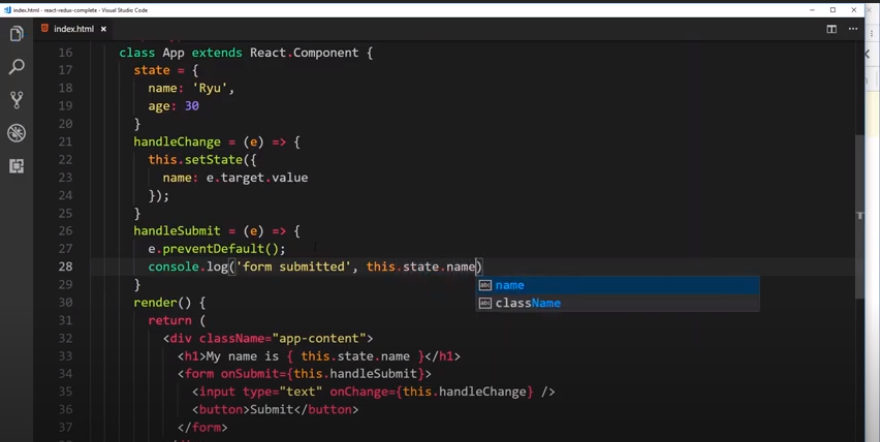 index.html - react-redux-complete - Visual Studio Code
index.html
16 class App extends React.Component {
17 state = {
18 name: 'Ryu',
19 age: 30
20 }
21 handleChange = (e) => {
22 this.setState({
23 name: e.target.value
24 });
25 }
26 handleSubmit = (e) => {
27 e.preventDefault();
28 console.log('form submitted', this.state.name)
name
className
29 }
30 render() {
31 return (
32 <div className="app-content">
33 <h1>My name is { this.state.name }</h1>
34 <form onSubmit={this.handleSubmit}>
35 <input type="text" onChange={this.handleChange} />
36 <button>Submit</button>
37 </form>